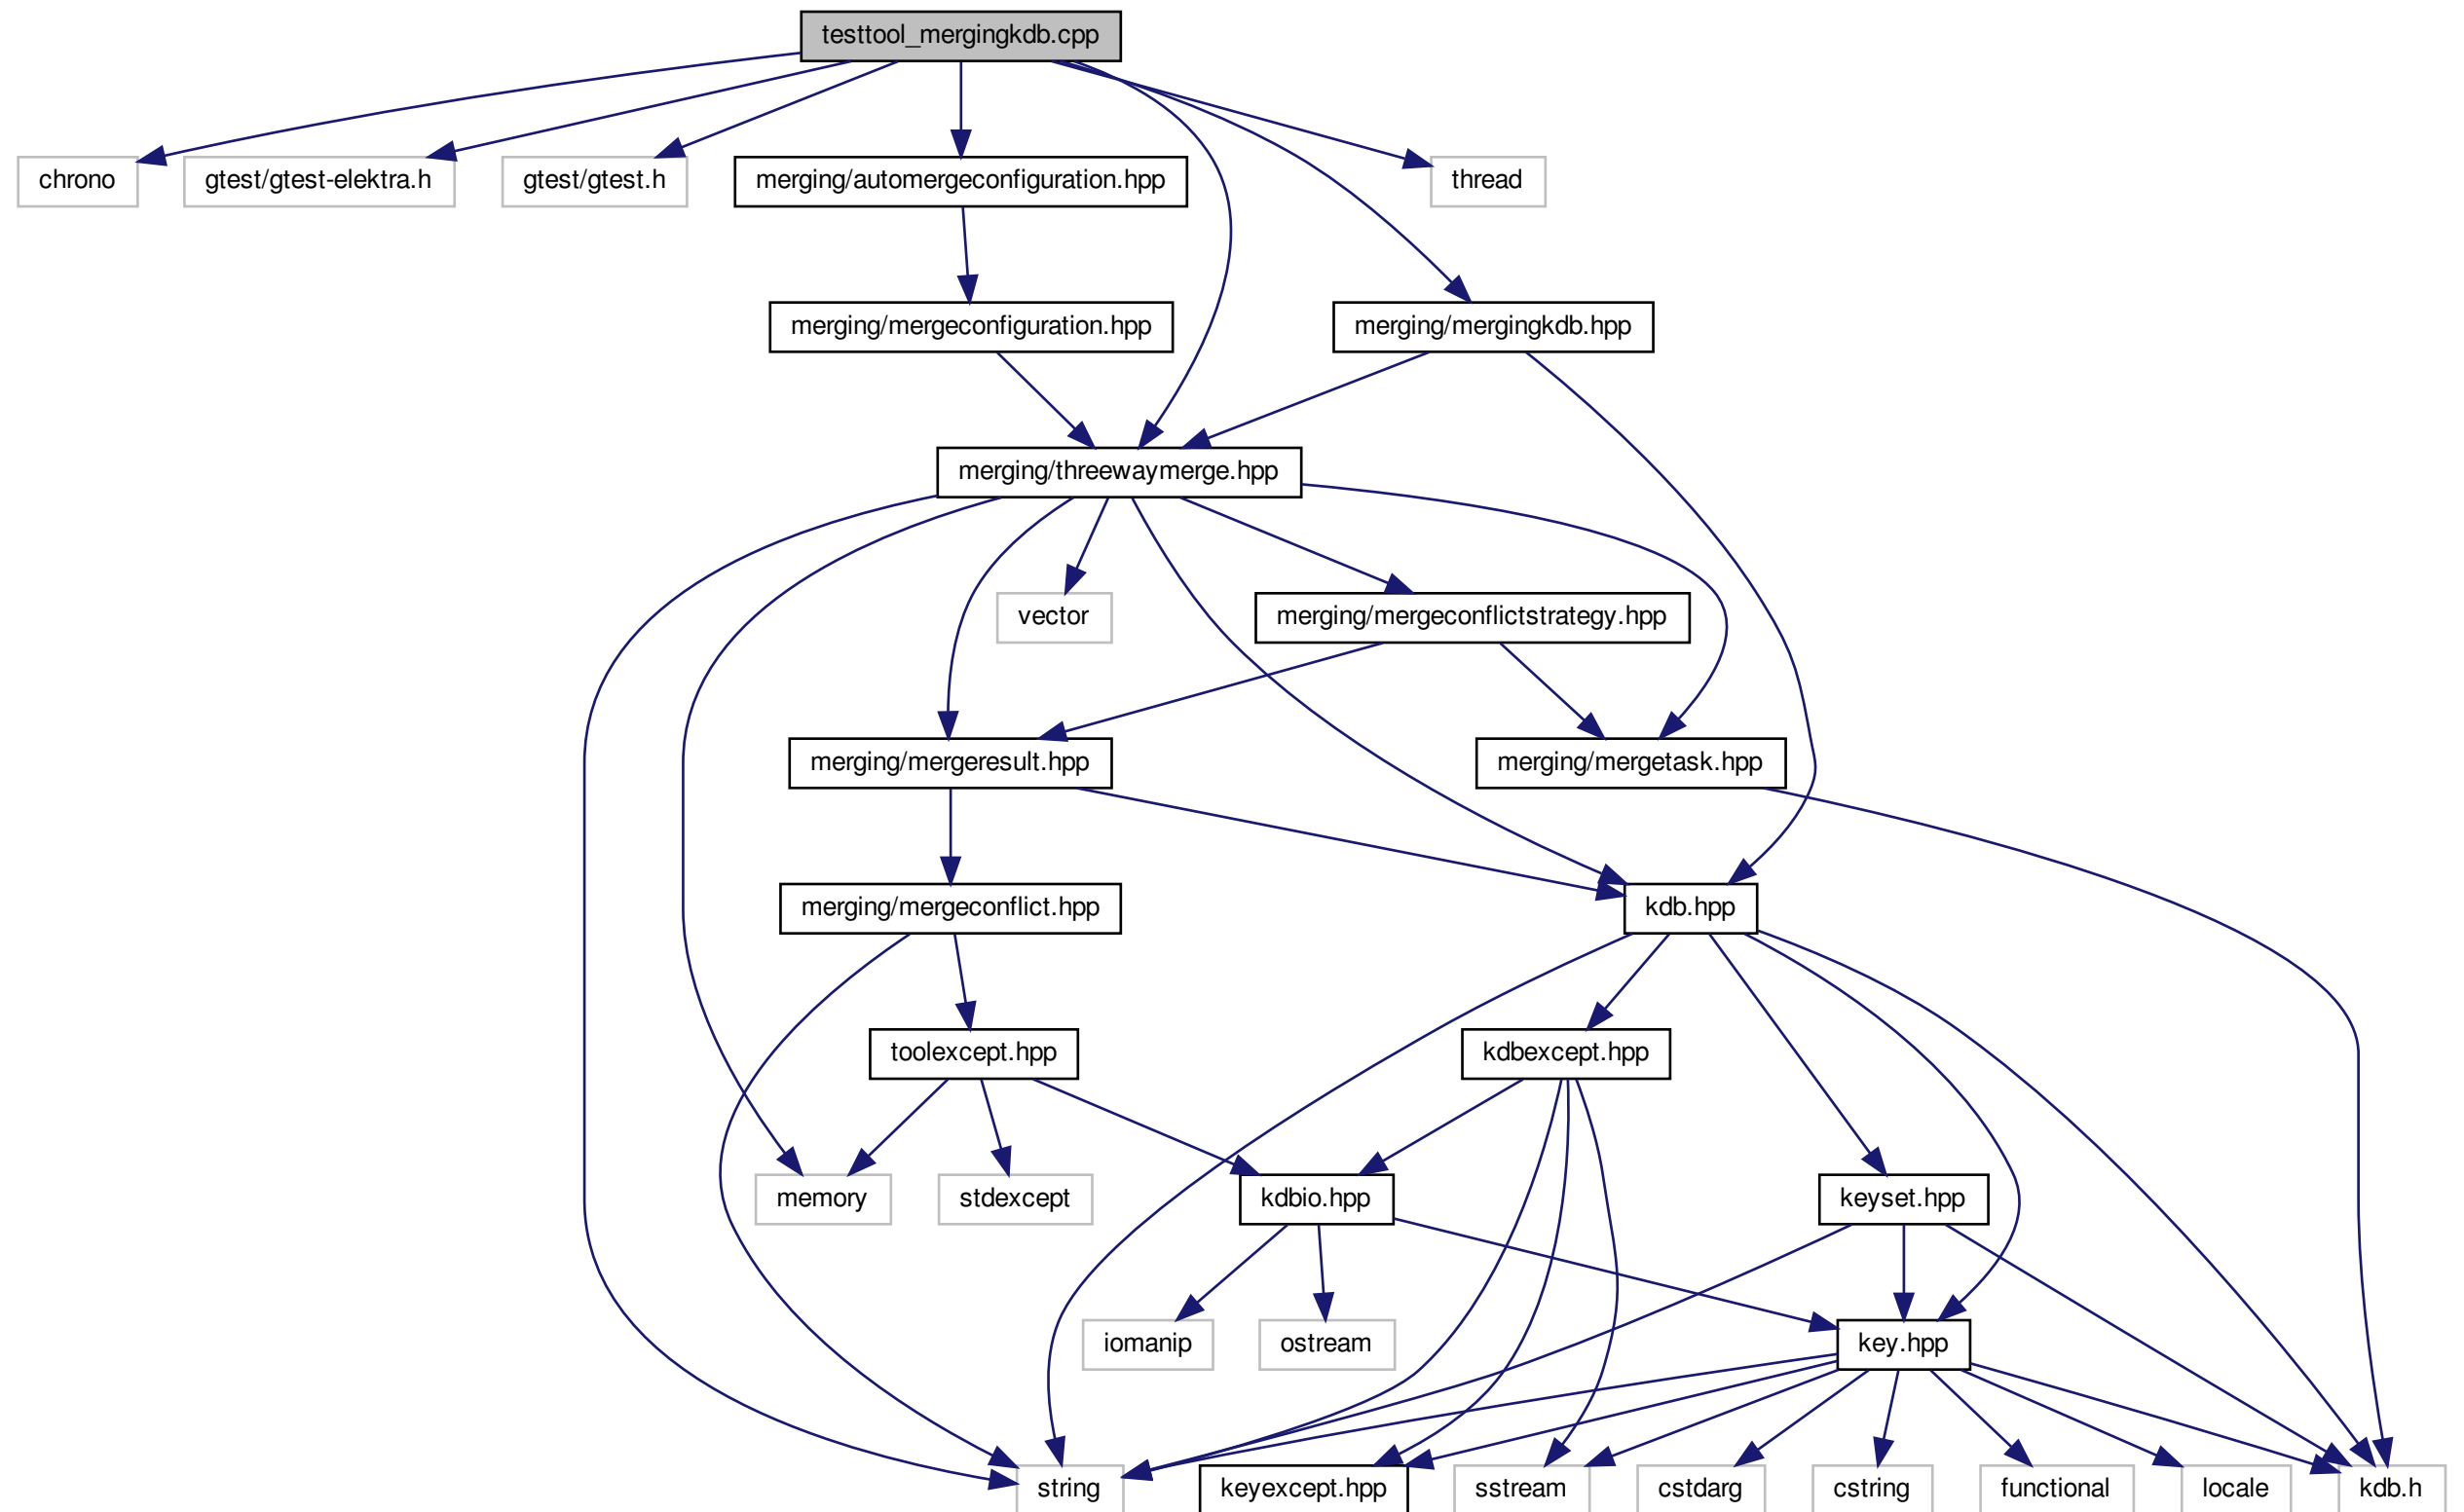 testtool_mergingkdb.cpp
chrono
gtest/gtest-elektra.h
gtest/gtest.h
merging/automergeconfiguration.hpp
thread
merging/mergeconfiguration.hpp
merging/mergingkdb.hpp
merging/threewaymerge.hpp
vector
merging/mergeconflictstrategy.hpp
merging/mergeresult.hpp
merging/mergetask.hpp
merging/mergeconflict.hpp
kdb.hpp
toolexcept.hpp
kdbexcept.hpp
memory
stdexcept
kdbio.hpp
keyset.hpp
iomanip
ostream
key.hpp
string
keyexcept.hpp
sstream
cstdarg
cstring
functional
locale
kdb.h